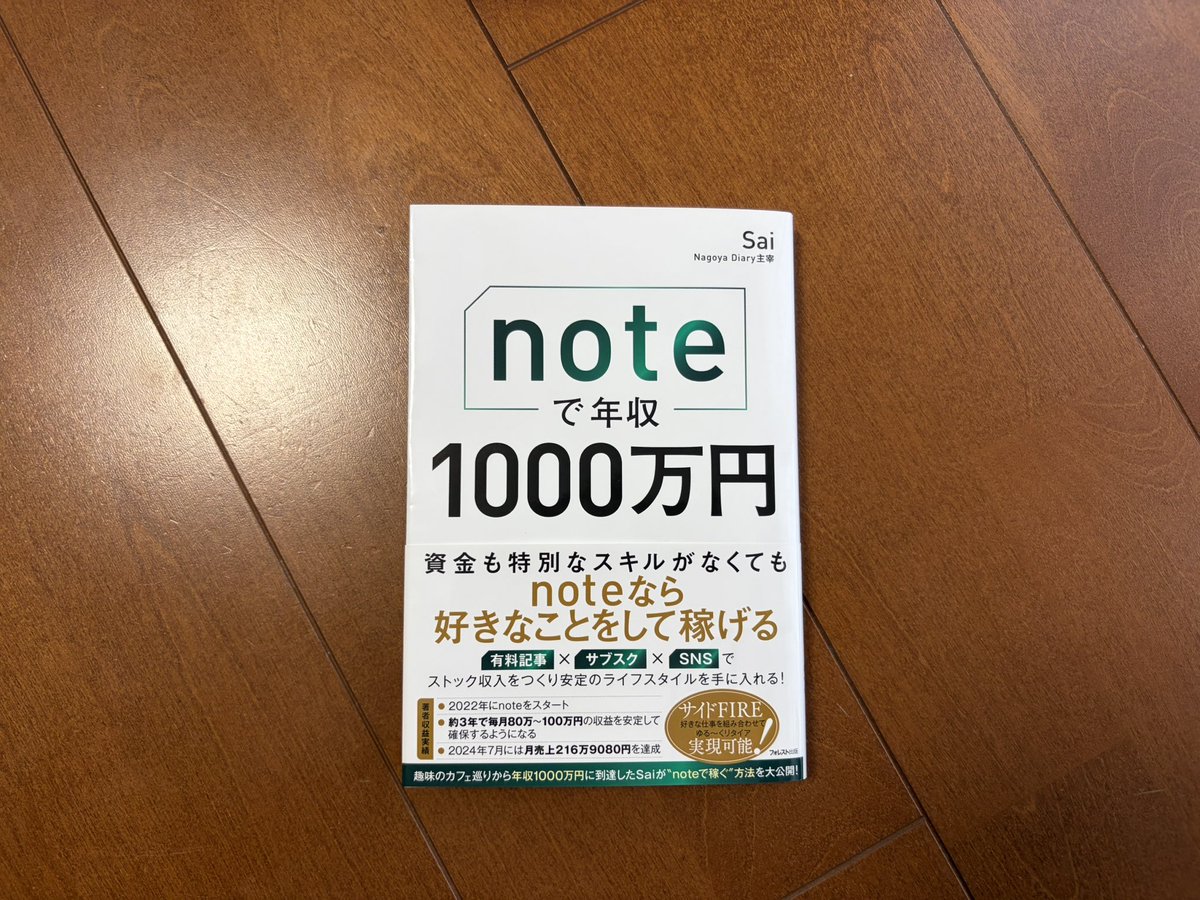 Sai
Nagoya Diary主宰
note
で年収
1000万円
資金も特別なスキルがなくても
noteなら
好きなことをして稼げる
有料記事×サブスク×SNSで
ストック収入をつくり安定のライフスタイルを手に入れる!
著者収益実績
●2022年にnoteをスタート
●約3年で毎月80万~100万円の収益を安定して
確保するようになる
●2024年7月には月売上216万9080円を達成
サイドFIRE
好きな仕事を組み合わせて
ゆる~くリタイア
実現可能!
フォレスト出版
趣味のカフェ巡りから年収1000万円に到達したSaiが“noteで稼ぐ”方法を大公開!